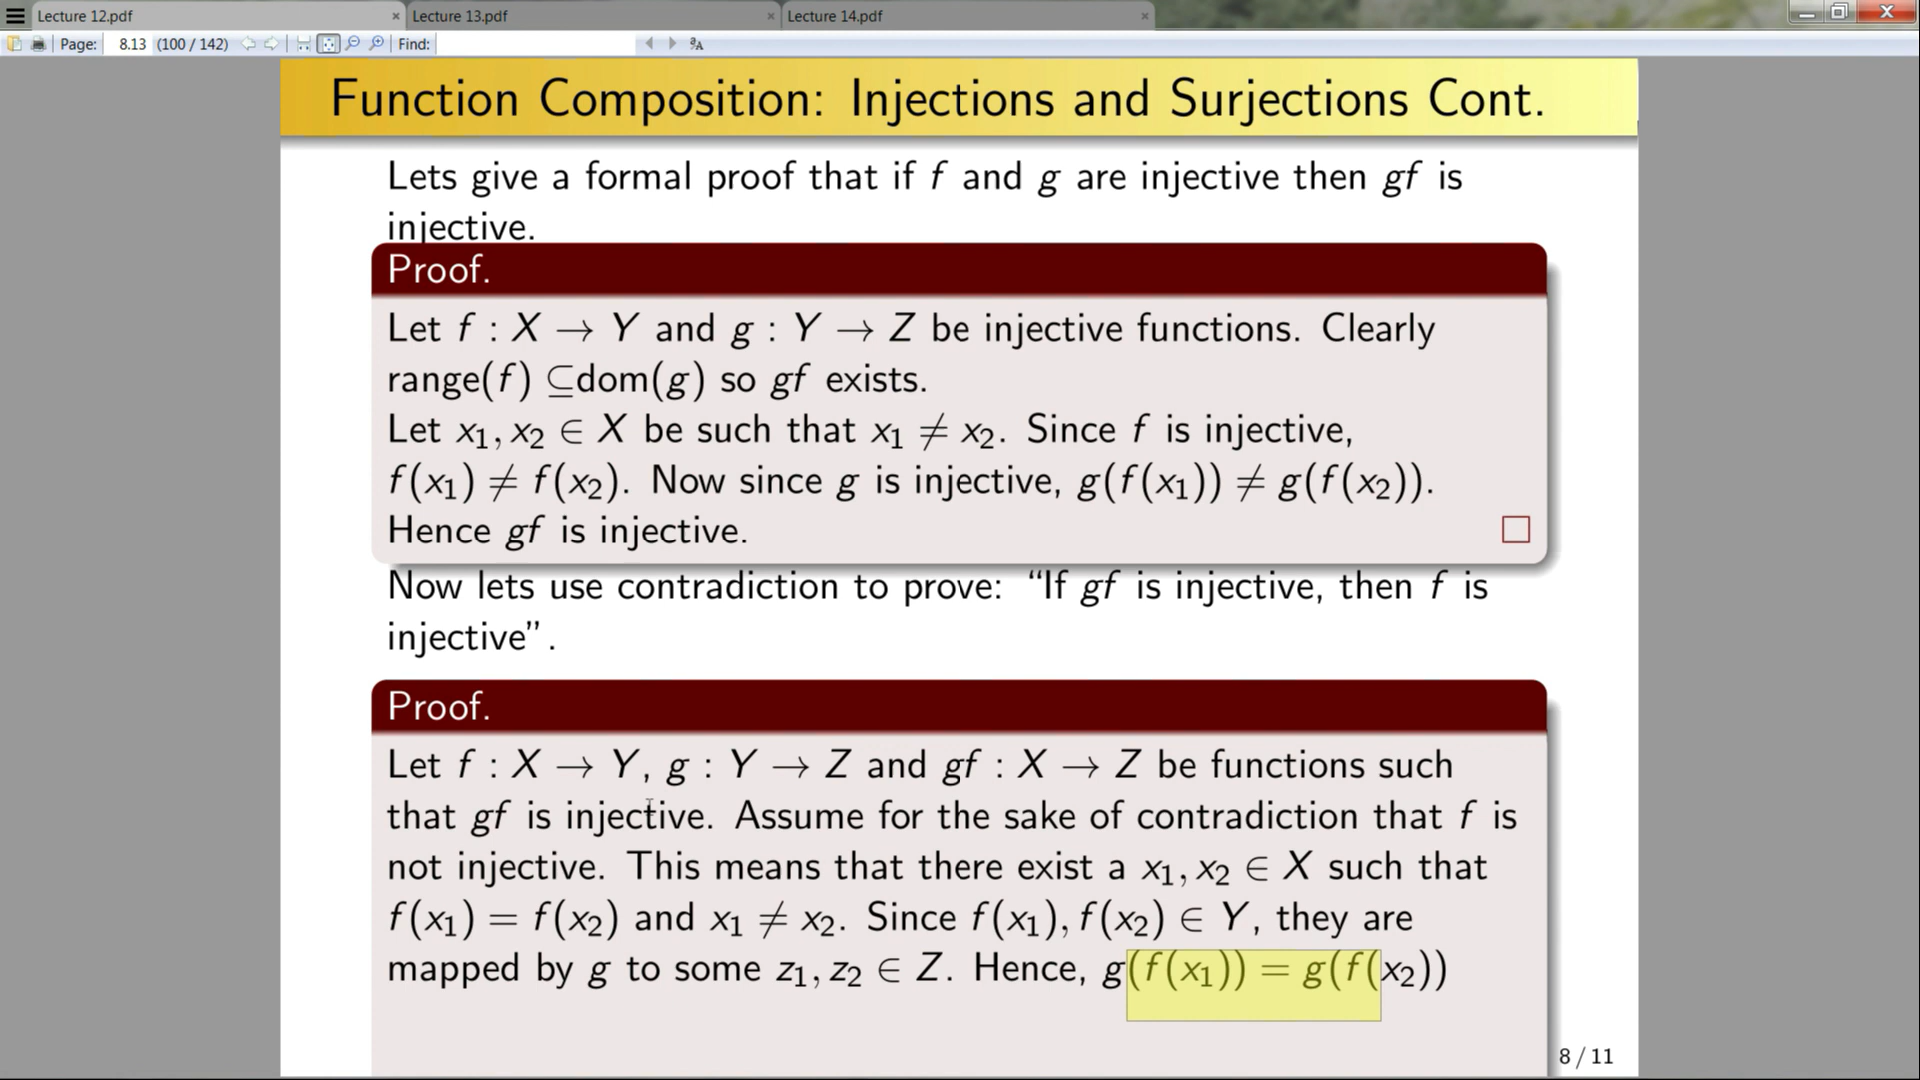 Lecture 12.pdf × Lecture 13.pdf × Lecture 14.pdf ×
Page: 8.13 (100 / 142) Find:
Function Composition: Injections and Surjections Cont.
Lets give a formal proof that if f and g are injective then gf is
injective.
Proof.
Let f : X → Y and g : Y → Z be injective functions. Clearly
range(f) ⊆dom(g) so gf exists.
Let x₁, x₂ ∈ X be such that x₁ ≠ x₂. Since f is injective,
f(x₁) ≠ f(x₂). Now since g is injective, g(f(x₁)) ≠ g(f(x₂)).
Hence gf is injective. □
Now lets use contradiction to prove: “If gf is injective, then f is
injective”.
Proof.
Let f : X → Y, g : Y → Z and gf : X → Z be functions such
that gf is injective. Assume for the sake of contradiction that f is
not injective. This means that there exist a x₁, x₂ ∈ X such that
f(x₁) = f(x₂) and x₁ ≠ x₂. Since f(x₁), f(x₂) ∈ Y, they are
mapped by g to some z₁, z₂ ∈ Z. Hence, g(f(x₁)) = g(f(x₂))
8 / 11